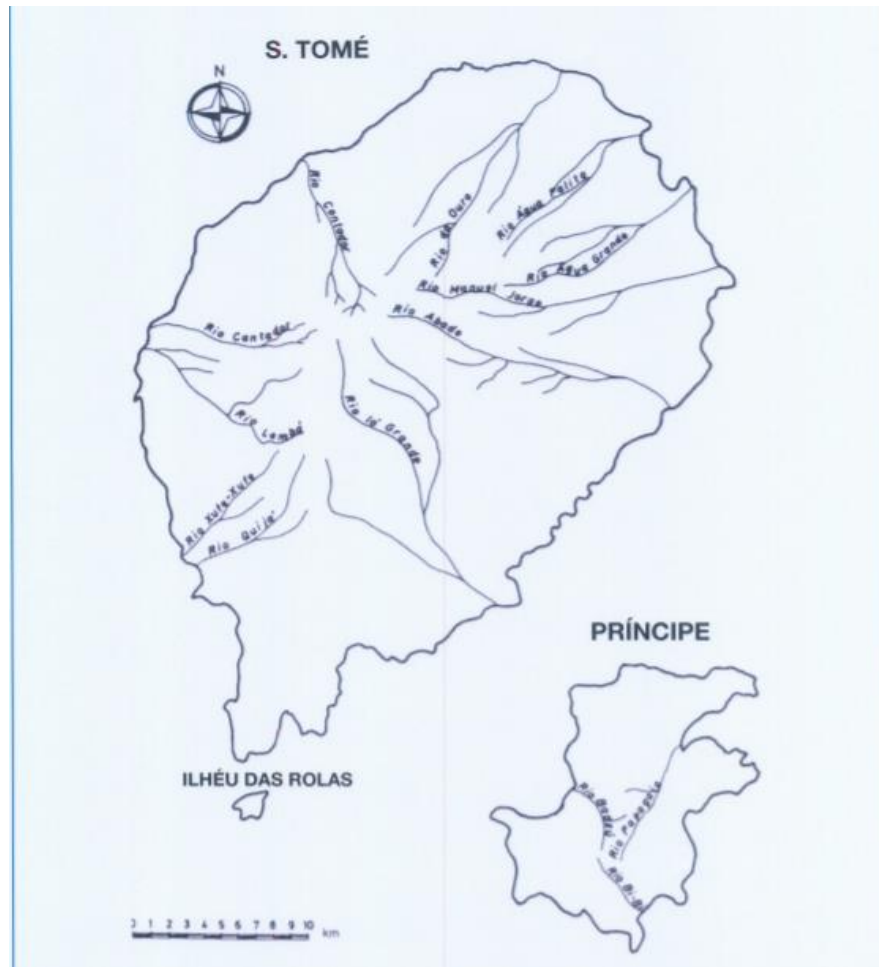 S. TOMÉ
N
Rio Contador
Rio do Ouro
Rio Água Palito
Rio Água Grande
Rio Manuel Jorge
Rio Abade
Rio Contador
Rio Iô Grande
Rio Lembá
Rio Xufe-Xufe
Rio Quija'
PRÍNCIPE
ILHÉU DAS ROLAS
Rio Papagaio
0 1 2 3 4 5 6 7 8 9 10
km